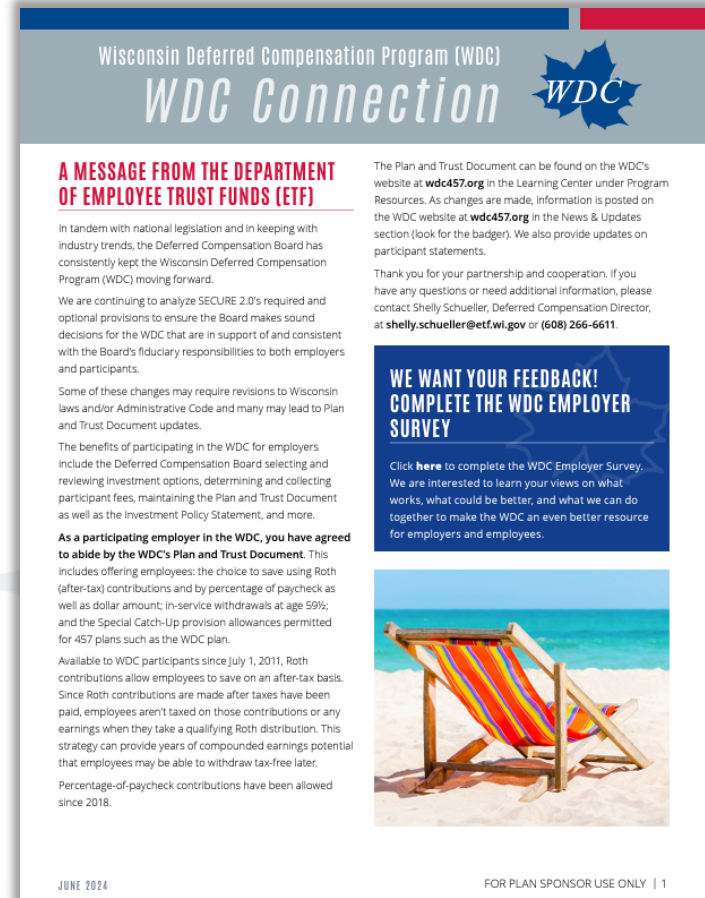 Wisconsin Deferred Compensation Program (WDC)
WDC Connection
WDC
A MESSAGE FROM THE DEPARTMENT
OF EMPLOYEE TRUST FUNDS (ETF)
In tandem with national legislation and in keeping with
industry trends, the Deferred Compensation Board has
consistently kept the Wisconsin Deferred Compensation
Program (WDC) moving forward.
We are continuing to analyze SECURE 2.0's required and
optional provisions to ensure the Board makes sound
decisions for the WDC that are in support of and consistent
with the Board's fiduciary responsibilities to both employers
and participants.
Some of these changes may require revisions to Wisconsin
laws and/or Administrative Code and many may lead to Plan
and Trust Document updates.
The benefits of participating in the WDC for employers
include the Deferred Compensation Board selecting and
reviewing investment options, determining and collecting
participant fees, maintaining the Plan and Trust Document
as well as the Investment Policy Statement, and more.
As a participating employer in the WDC, you have agreed
to abide by the WDC's Plan and Trust Document. This
includes offering employees: the choice to save using Roth
(after-tax) contributions and by percentage of paycheck as
well as dollar amount; in-service withdrawals at age 59½;
and the Special Catch-Up provision allowances permitted
for 457 plans such as the WDC plan.
Available to WDC participants since July 1, 2011, Roth
contributions allow employees to save on an after-tax basis.
Since Roth contributions are made after taxes have been
paid, employees aren't taxed on those contributions or any
earnings when they take a qualifying Roth distribution. This
strategy can provide years of compounded earnings potential
that employees may be able to withdraw tax-free later.
Percentage-of-paycheck contributions have been allowed
since 2018.
The Plan and Trust Document can be found on the WDC's
website at wdc457.org in the Learning Center under Program
Resources. As changes are made, information is posted on
the WDC website at wdc457.org in the News & Updates
section (look for the badger). We also provide updates on
participant statements.
Thank you for your partnership and cooperation. If you
have any questions or need additional information, please
contact Shelly Schueller, Deferred Compensation Director,
at shelly.schueller@etf.wi.gov or (608) 266-6611.
WE WANT YOUR FEEDBACK!
COMPLETE THE WDC EMPLOYER
SURVEY
Click here to complete the WDC Employer Survey.
We are interested to learn your views on what
works, what could be better, and what we can do
together to make the WDC an even better resource
for employers and employees.
JUNE 2024
FOR PLAN SPONSOR USE ONLY | 1